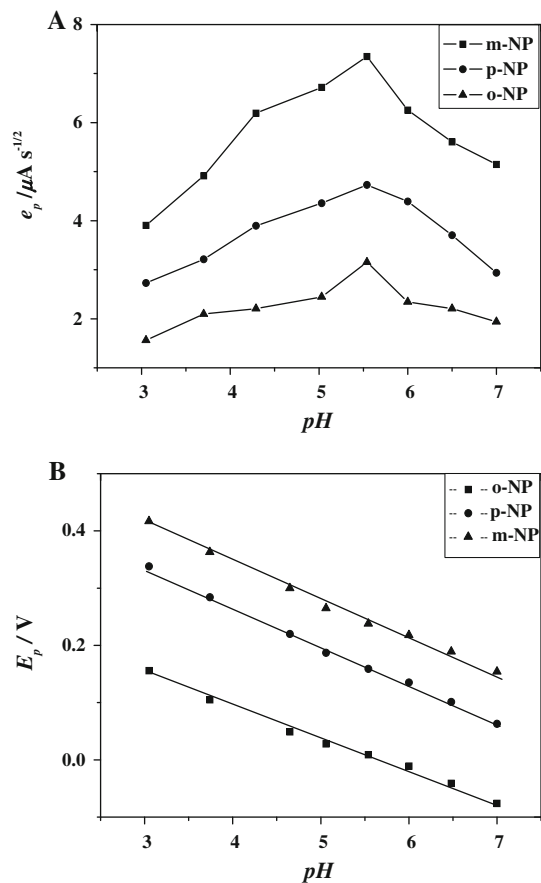 A
m-NP
p-NP
o-NP
8
6
4
2
e_p /μA s^-1/2
3 4 5 6 7
pH
B
-- -- o-NP
-- -- p-NP
-- -- m-NP
0.4
0.2
0.0
E_p / V
3 4 5 6 7
pH